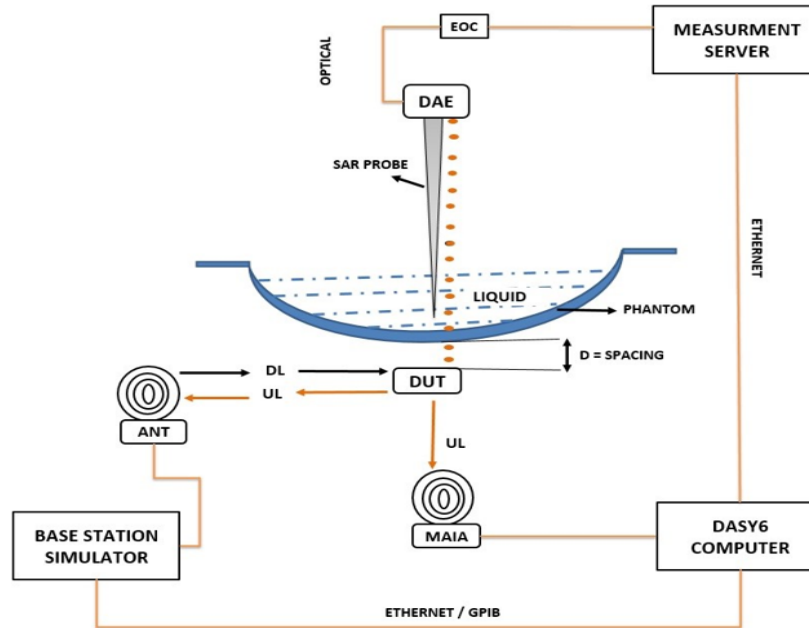 EOC
MEASURMENT
SERVER
OPTICAL
DAE
SAR PROBE
ETHERNET
LIQUID
PHANTOM
D = SPACING
DL
DUT
UL
ANT
UL
MAIA
BASE STATION
SIMULATOR
DASY6
COMPUTER
ETHERNET / GPIB